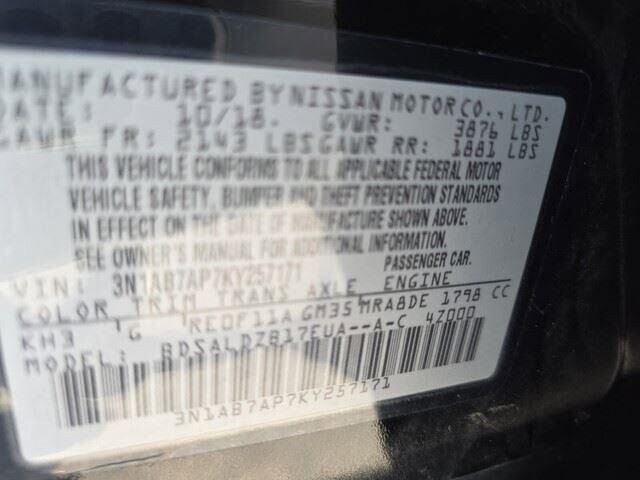 MANUFACTURED BY NISSAN MOTOR CO., LTD.
DATE: 10/18. GVWR: 3876 LBS
GAWR FR: 2143 LBS GAWR RR: 1881 LBS
THIS VEHICLE CONFORMS TO ALL APPLICABLE FEDERAL MOTOR
VEHICLE SAFETY, BUMPER AND THEFT PREVENTION STANDARDS
IN EFFECT ON THE DATE OF MANUFACTURE SHOWN ABOVE.
SEE OWNER'S MANUAL FOR ADDITIONAL INFORMATION.
VIN: 3N1AB7AP7KY257171 PASSENGER CAR.
COLOR TRIM TRANS AXLE ENGINE
KH3 G RE0F11A GM35 MRA8DE 1798 CC
MODEL: BDSALDZB17EUA--A-C 42000
3N1AB7AP7KY257171